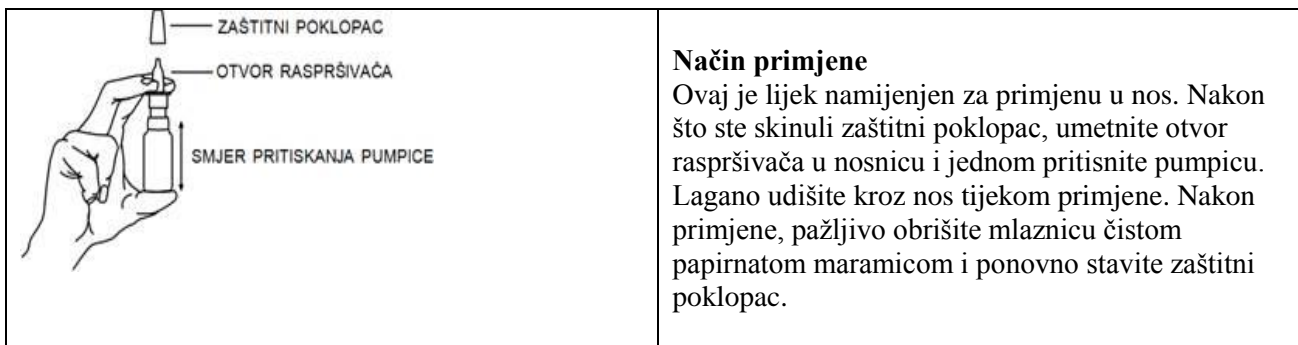 ZAŠTITNI POKLOPAC
OTVOR RASPRŠIVAČA
SMJER PRITISKANJA PUMPICE
Način primjene
Ovaj je lijek namijenjen za primjenu u nos. Nakon
što ste skinuli zaštitni poklopac, umetnite otvor
raspršivača u nosnicu i jednom pritisnite pumpicu.
Lagano udišite kroz nos tijekom primjene. Nakon
primjene, pažljivo obrišite mlaznicu čistom
papirnatom maramicom i ponovno stavite zaštitni
poklopac.